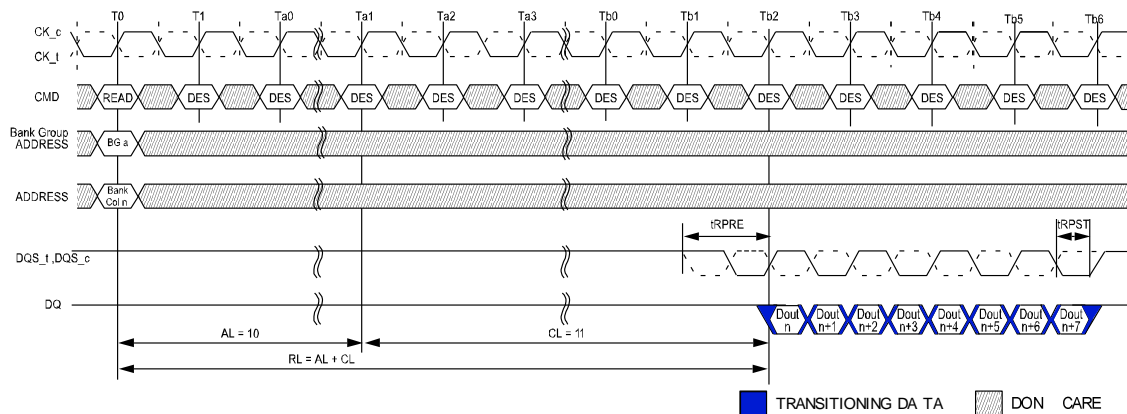 T0 T1 Ta0 Ta1 Ta2 Ta3 Tb0 Tb1 Tb2 Tb3 Tb4 Tb5 Tb6
CK_c
CK_t
CMD READ DES DES DES DES DES DES DES DES DES DES DES DES
Bank Group
ADDRESS BG a
ADDRESS Bank
Col n
tRPRE tRPST
DQS_t ,DQS_c
DQ Dout Dout Dout Dout Dout Dout Dout Dout
n n+1 n+2 n+3 n+4 n+5 n+6 n+7
AL = 10 CL = 11
RL = AL + CL
TRANSITIONING DA TA DON CARE